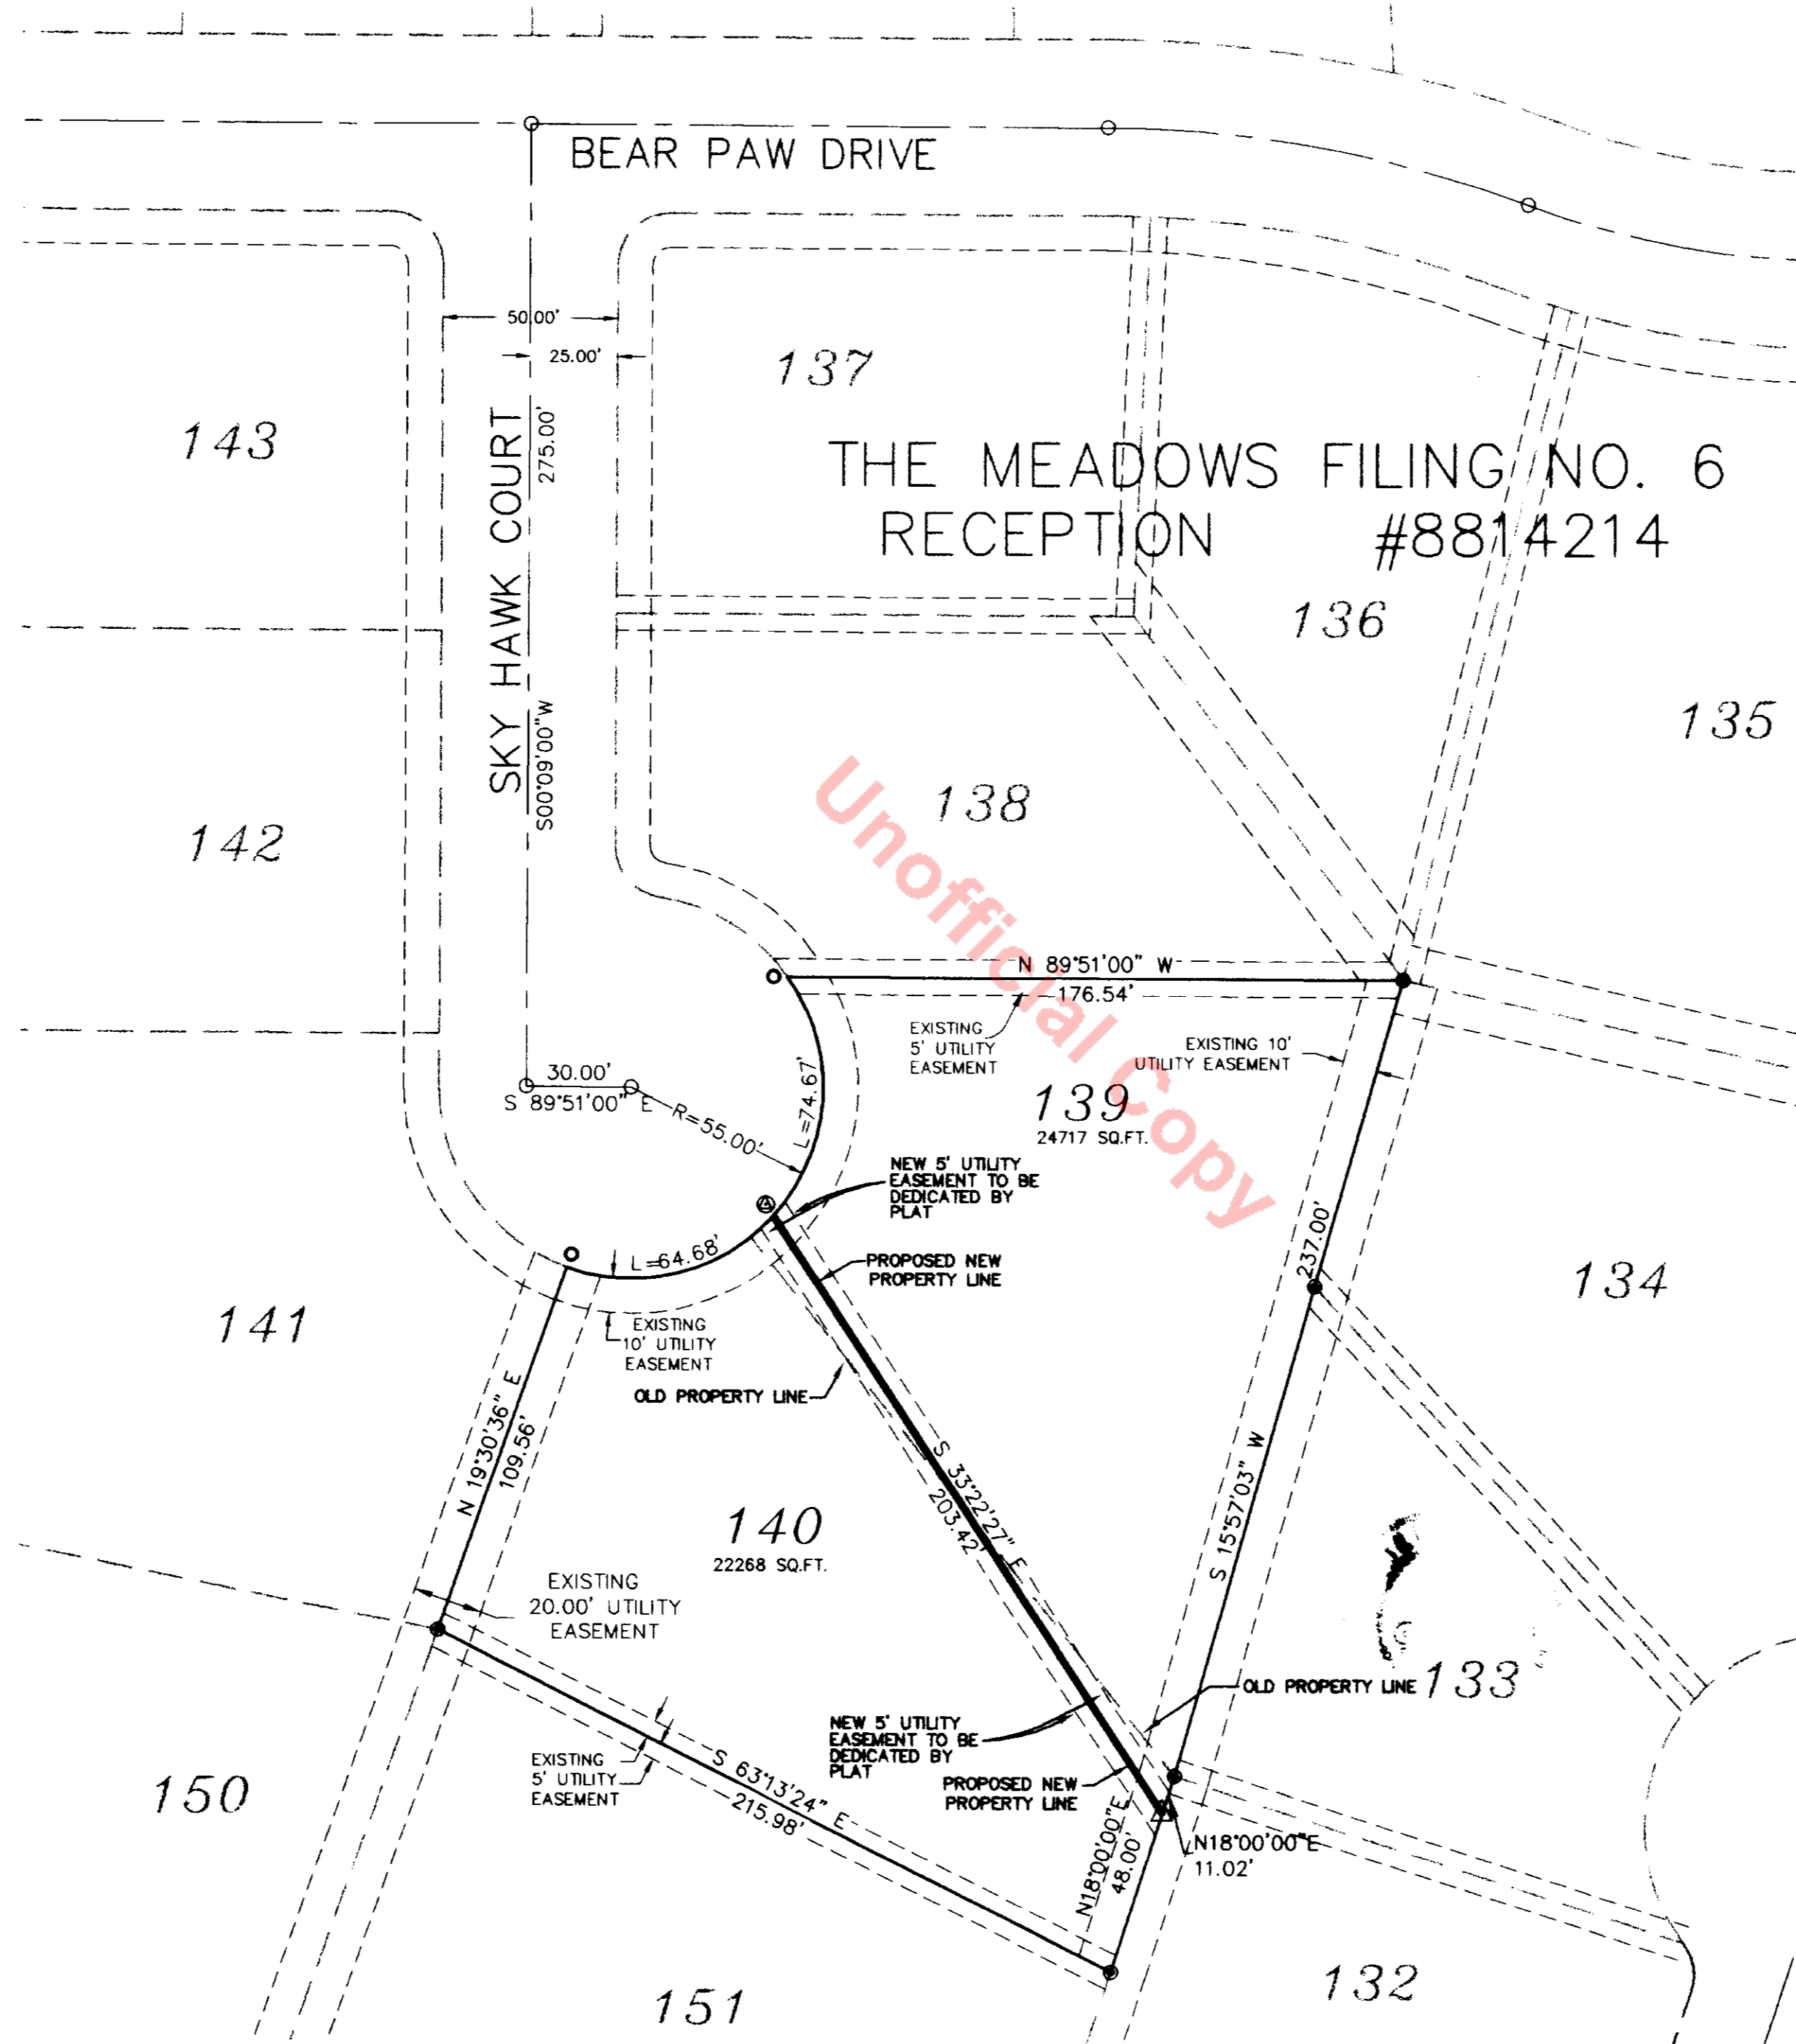 BEAR PAW DRIVE
50.00'
25.00'
137
143
SKY HAWK COURT
275.00'
S00°09'00"W
THE MEADOWS FILING NO. 6
RECEPTION #8814214
136
135
138
142
Unofficial Copy
N 89°51'00" W
176.54'
EXISTING
5' UTILITY
EASEMENT
EXISTING 10'
UTILITY EASEMENT
30.00'
S 89°51'00" E
R=55.00'
L=74.67'
139
24717 SQ.FT.
NEW 5' UTILITY
EASEMENT TO BE
DEDICATED BY
PLAT
237.00'
L=64.68'
PROPOSED NEW
PROPERTY LINE
134
141
EXISTING
10' UTILITY
EASEMENT
OLD PROPERTY LINE
N 19°30'36" E
109.56'
S 33°22'27" E
203.42'
S 15°57'03" W
140
22268 SQ.FT.
EXISTING
20.00' UTILITY
EASEMENT
OLD PROPERTY LINE
133
NEW 5' UTILITY
EASEMENT TO BE
DEDICATED BY
PLAT
EXISTING
5' UTILITY
EASEMENT
S 63°13'24" E
215.98'
PROPOSED NEW
PROPERTY LINE
150
N18°00'00"E
48.00'
N18°00'00"E
11.02'
151
132